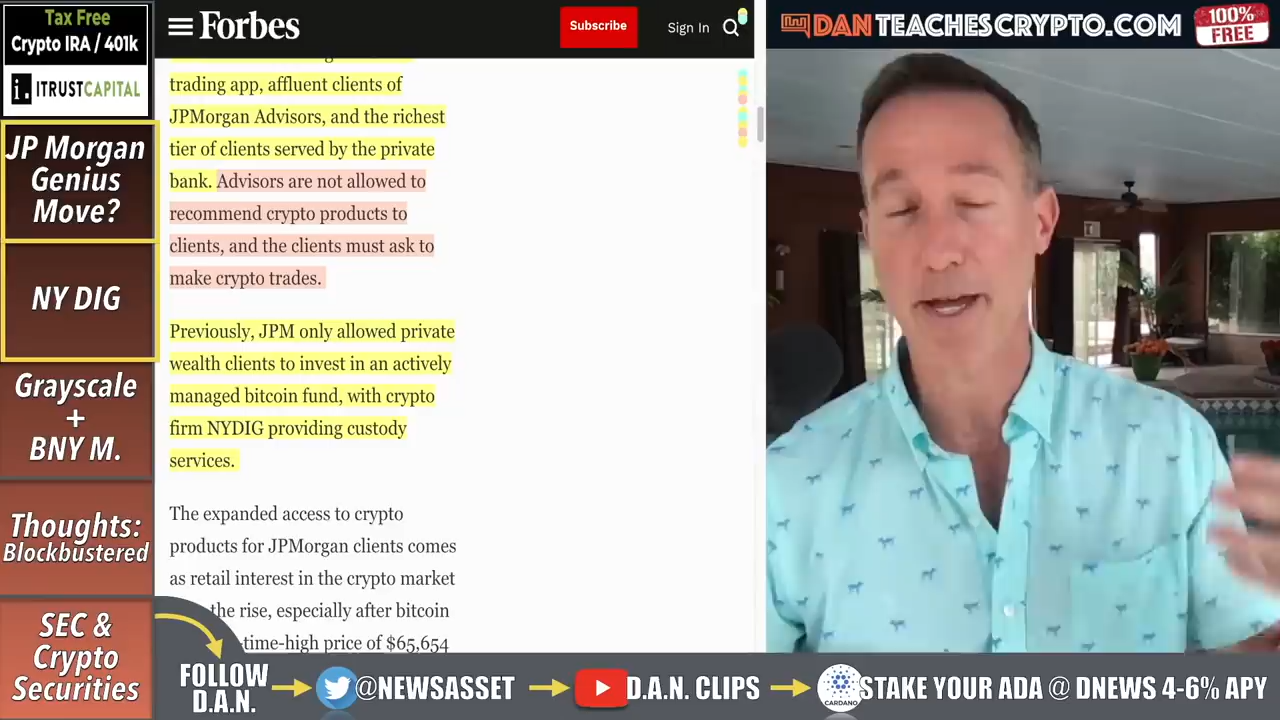 Tax Free
Crypto IRA / 401k
i. ITRUSTCAPITAL
JP Morgan
Genius
Move?
NY DIG
Grayscale
+
BNY M.
Thoughts:
Blockbustered
SEC &
Crypto
Securities
Forbes
Subscribe
Sign In
trading app, affluent clients of
JPMorgan Advisors, and the richest
tier of clients served by the private
bank. Advisors are not allowed to
recommend crypto products to
clients, and the clients must ask to
make crypto trades.
Previously, JPM only allowed private
wealth clients to invest in an actively
managed bitcoin fund, with crypto
firm NYDIG providing custody
services.
The expanded access to crypto
products for JPMorgan clients comes
as retail interest in the crypto market
the rise, especially after bitcoin
-time-high price of $65,654
DANTEACHESCRYPTO.COM
100%
FREE
FOLLOW
D.A.N.
@NEWSASSET
D.A.N. CLIPS
CARDANO
STAKE YOUR ADA @ DNEWS 4-6% APY